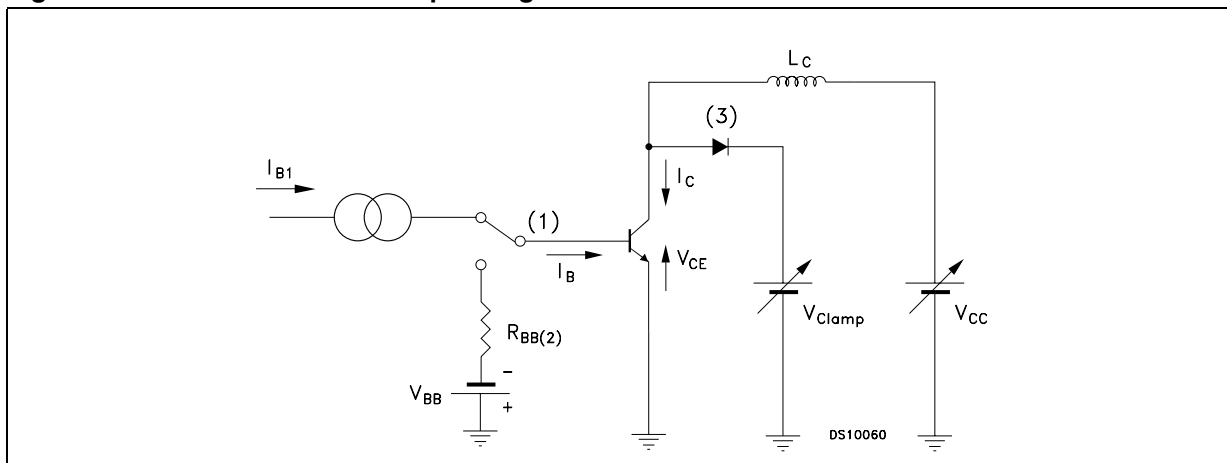 L_C
(3)
I_B1
I_C
(1)
I_B
V_CE
V_Clamp
V_CC
R_BB(2)
-
V_BB
+
DS10060